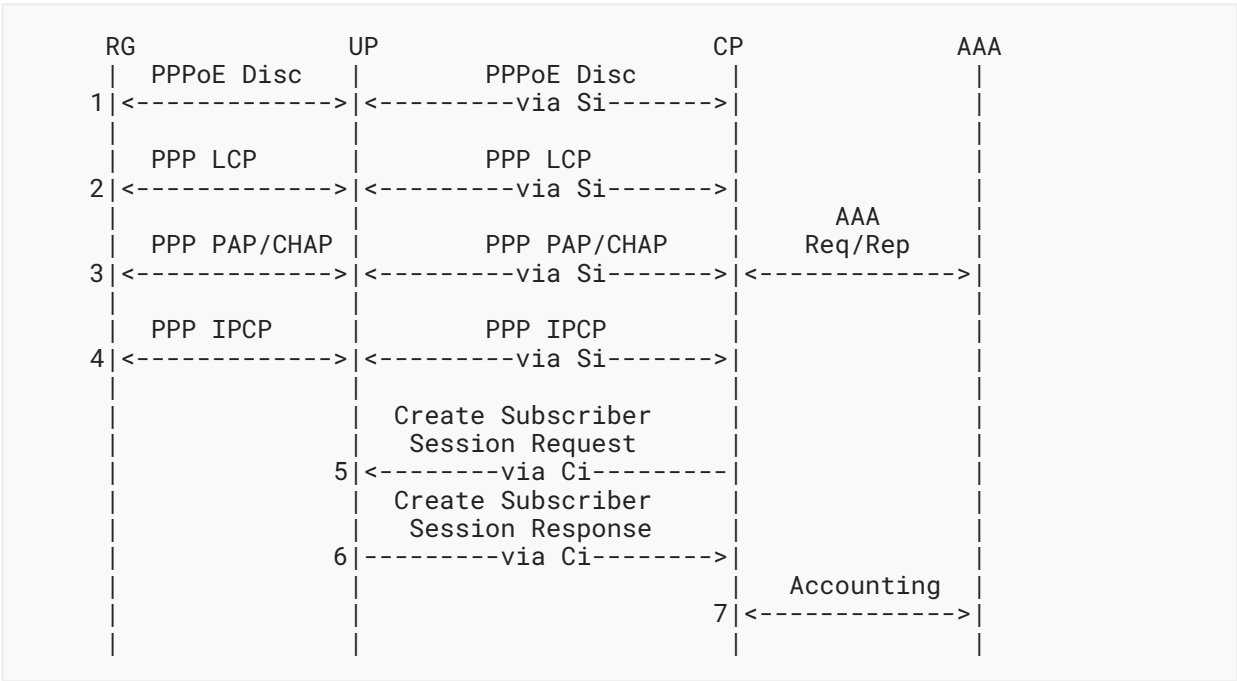 RG UP CP AAA
| PPPoE Disc | PPPoE Disc | |
1|<------------->|<---------via Si------->| |
| | | |
| PPP LCP | PPP LCP | |
2|<------------->|<---------via Si------->| |
| | | AAA |
| PPP PAP/CHAP | PPP PAP/CHAP | Req/Rep |
3|<------------->|<---------via Si------->|<------------->|
| | | |
| PPP IPCP | PPP IPCP | |
4|<------------->|<---------via Si------->| |
| | | |
| | Create Subscriber | |
| | Session Request | |
| 5|<--------via Ci---------| |
| | Create Subscriber | |
| | Session Response | |
| 6|---------via Ci-------->| |
| | | Accounting |
| | 7|<------------->|
| | | |